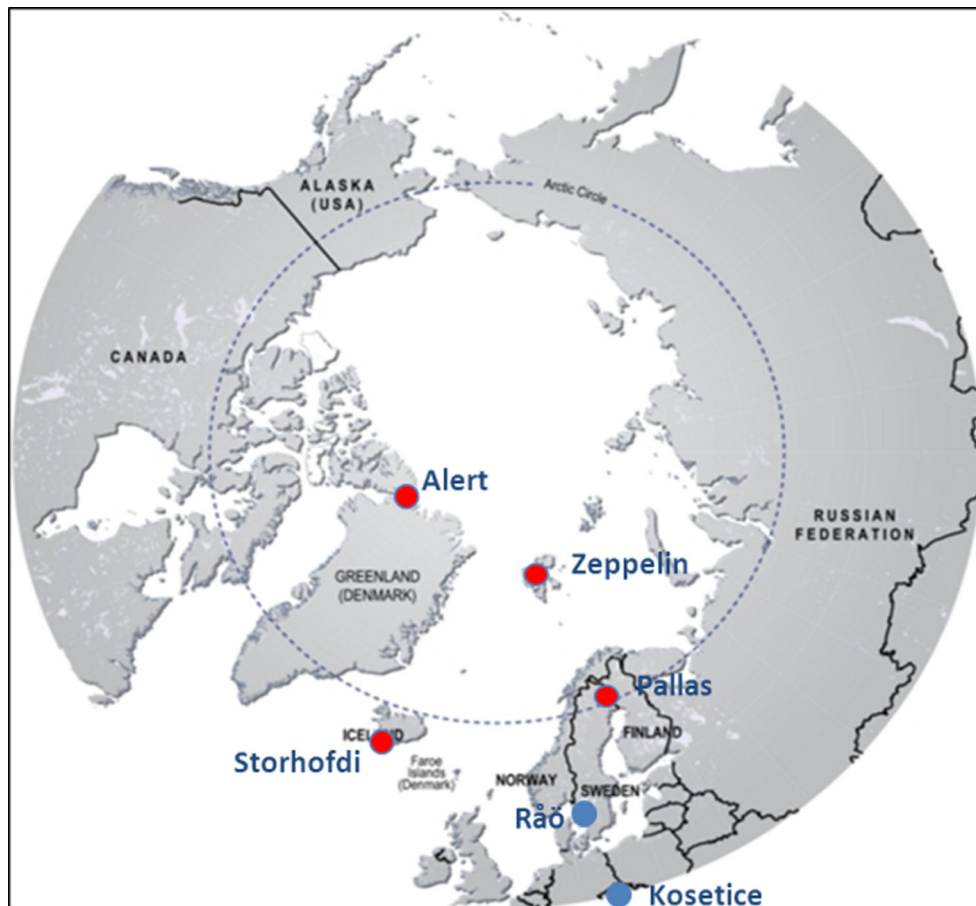 ALASKA
(USA)
Arctic Circle
CANADA
Alert
RUSSIAN
FEDERATION
Zeppelin
GREENLAND
(DENMARK)
Pallas
ICELAND
FINLAND
Storhofdi
Faroe
Islands
(Denmark)
NORWAY
SWEDEN
Råö
Kosetice